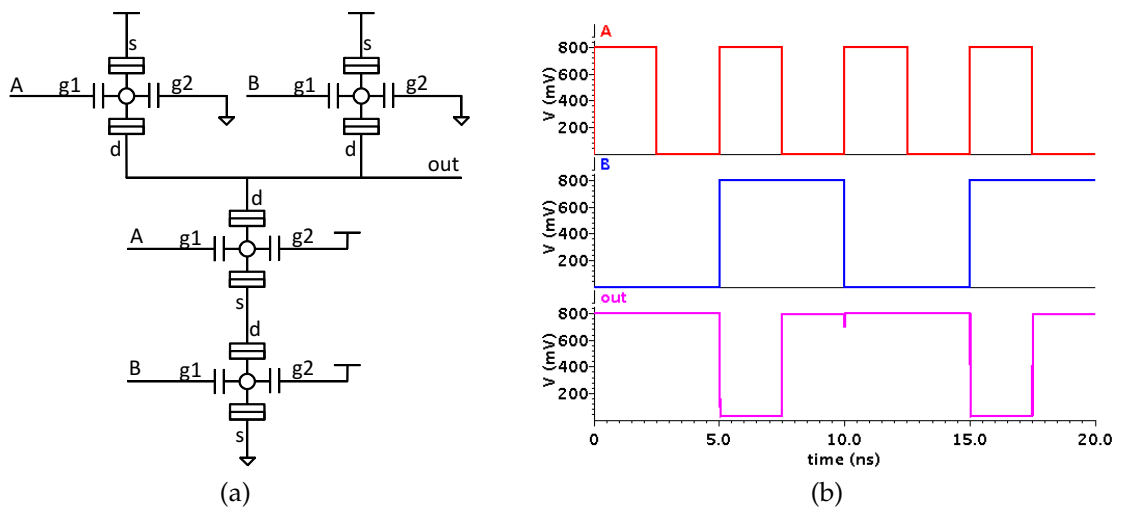 s
s
A g1 g2
B g1 g2
d
d
out
d
A g1 g2
s
d
B g1 g2
s
(a)
A
800
600
400
200
V (mV)
B
800
600
400
200
V (mV)
out
800
600
400
200
V (mV)
0 5.0 10.0 15.0 20.0
time (ns)
(b)